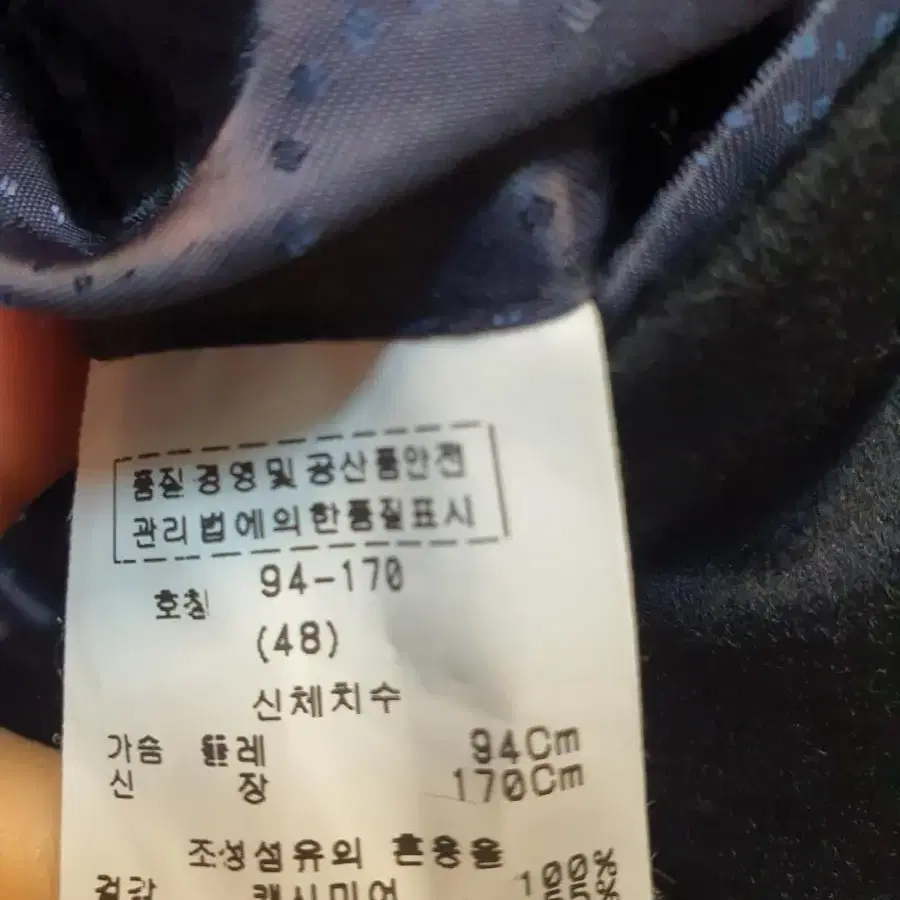 품질경영및공산품안전
관리법에의한품질표시
호칭 94-170
(48)
신체치수
가슴 둘레 94Cm
신 장 170Cm
조성섬유의 혼용율
겉감 캐시미어 100%